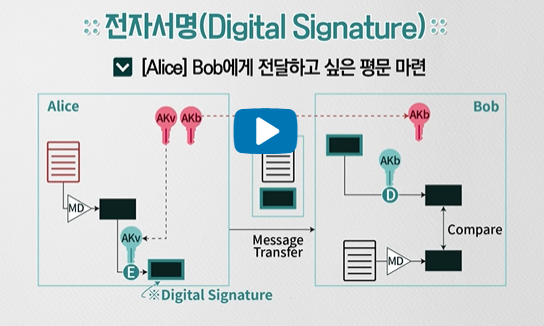 전자서명(Digital Signature)
[Alice] Bob에게 전달하고 싶은 평문 마련
Alice
Bob
AKv
AKb
AKb
AKb
MD
D
AKv
Compare
Message
Transfer
E
MD
※Digital Signature